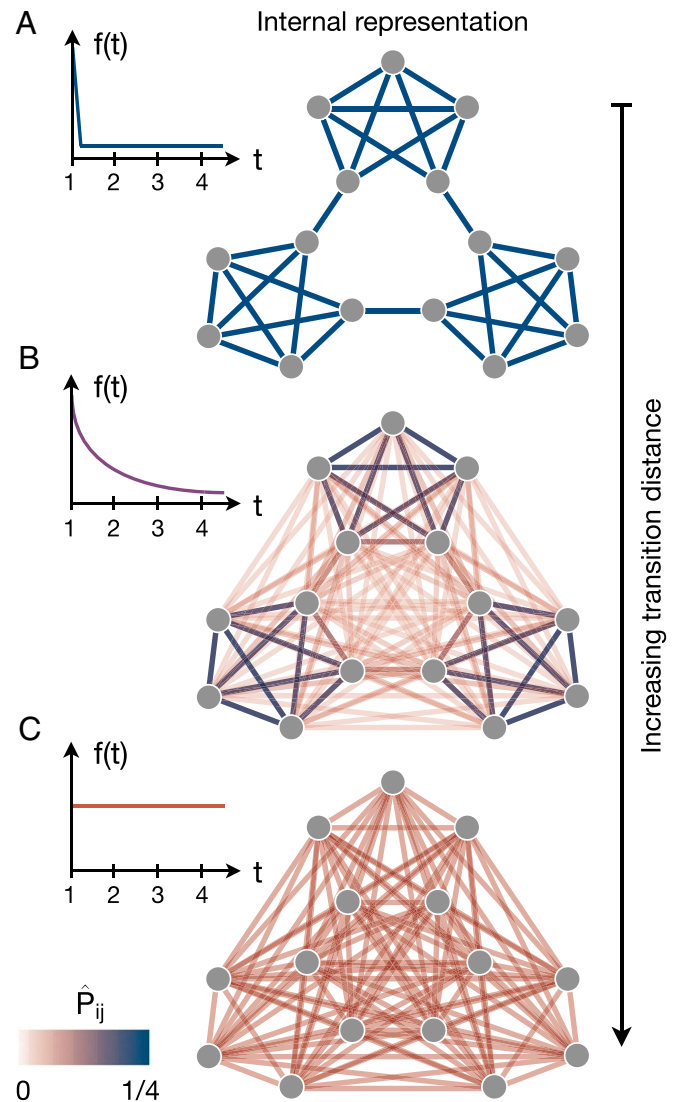 A
Internal representation
f(t)
t
1 2 3 4
B
f(t)
t
1 2 3 4
Increasing transition distance
C
f(t)
t
1 2 3 4
P̂ij
0 1/4